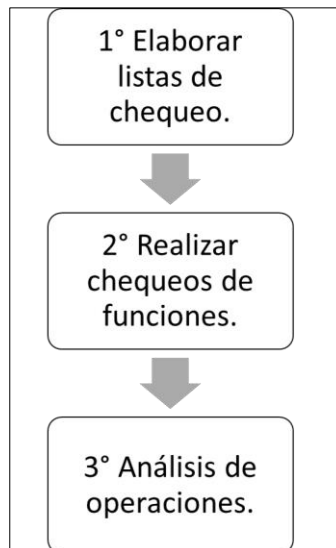 1° Elaborar
listas de
chequeo.
2° Realizar
chequeos de
funciones.
3° Análisis de
operaciones.